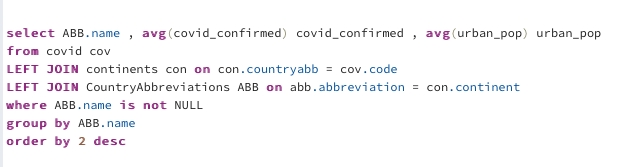 select ABB.name , avg(covid_confirmed) covid_confirmed , avg(urban_pop) urban_pop
from covid cov
LEFT JOIN continents con on con.countryabb = cov.code
LEFT JOIN CountryAbbreviations ABB on abb.abbreviation = con.continent
where ABB.name is not NULL
group by ABB.name
order by 2 desc